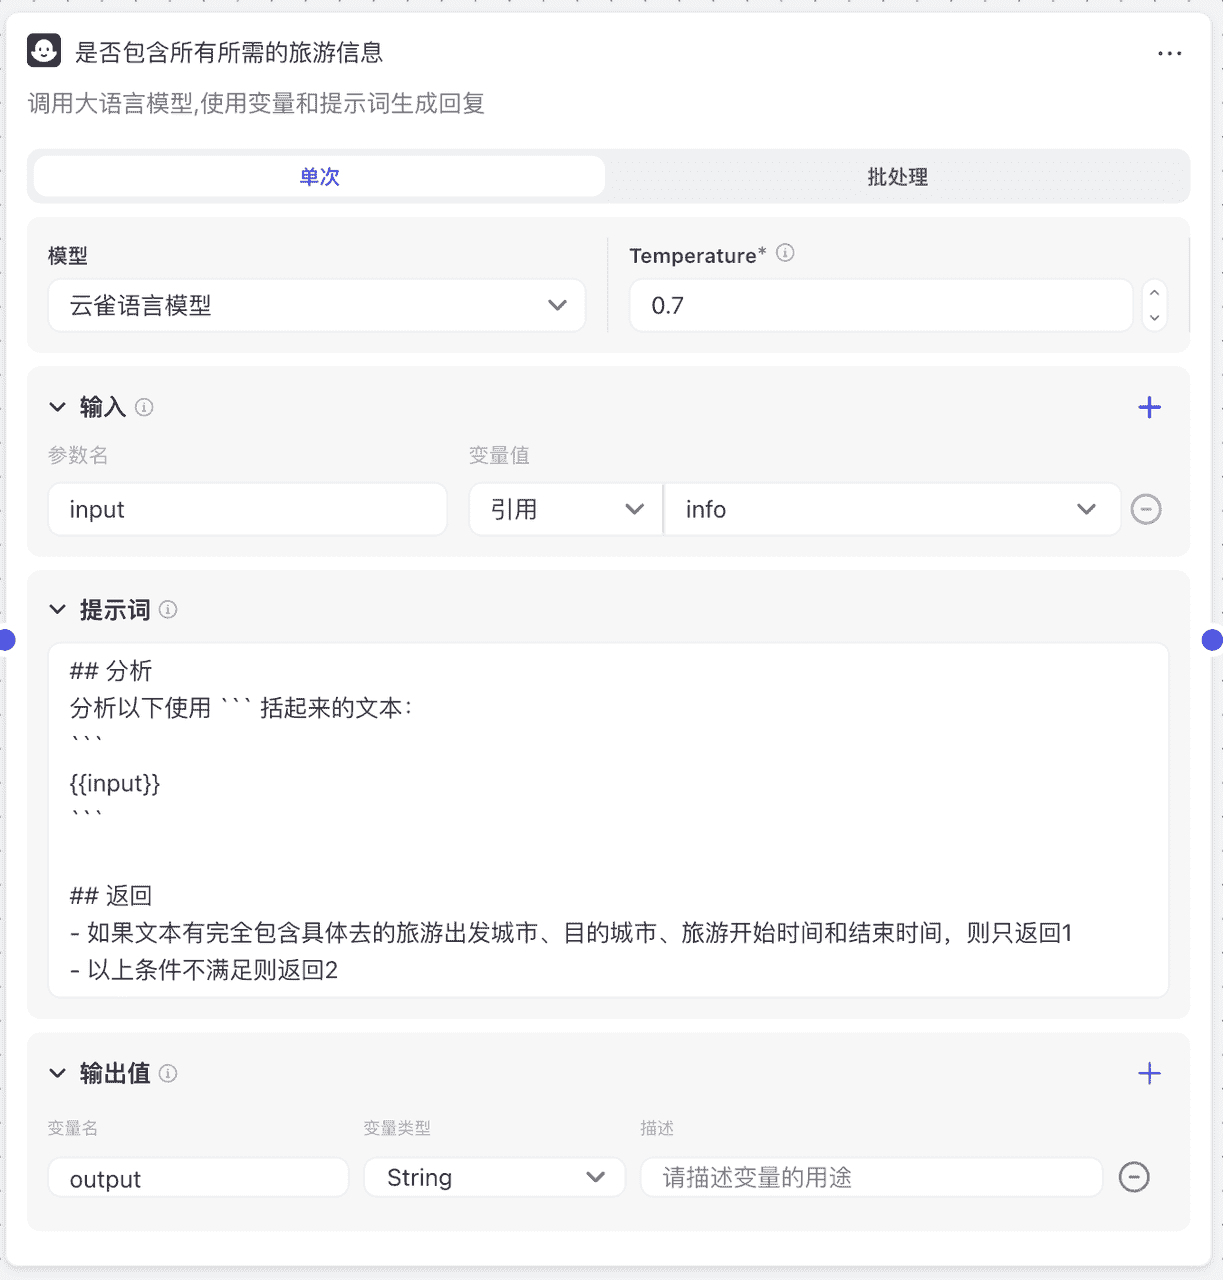 是否包含所有所需的旅游信息
调用大语言模型,使用变量和提示词生成回复
单次
批处理
模型
Temperature*
云雀语言模型
0.7
输入
参数名
变量值
input
引用
info
提示词
## 分析
分析以下使用 ``` 括起来的文本：
```
{{input}}
```
## 返回
- 如果文本有完全包含具体去的旅游出发城市、目的城市、旅游开始时间和结束时间，则只返回1
- 以上条件不满足则返回2
输出值
变量名
变量类型
描述
output
String
请描述变量的用途